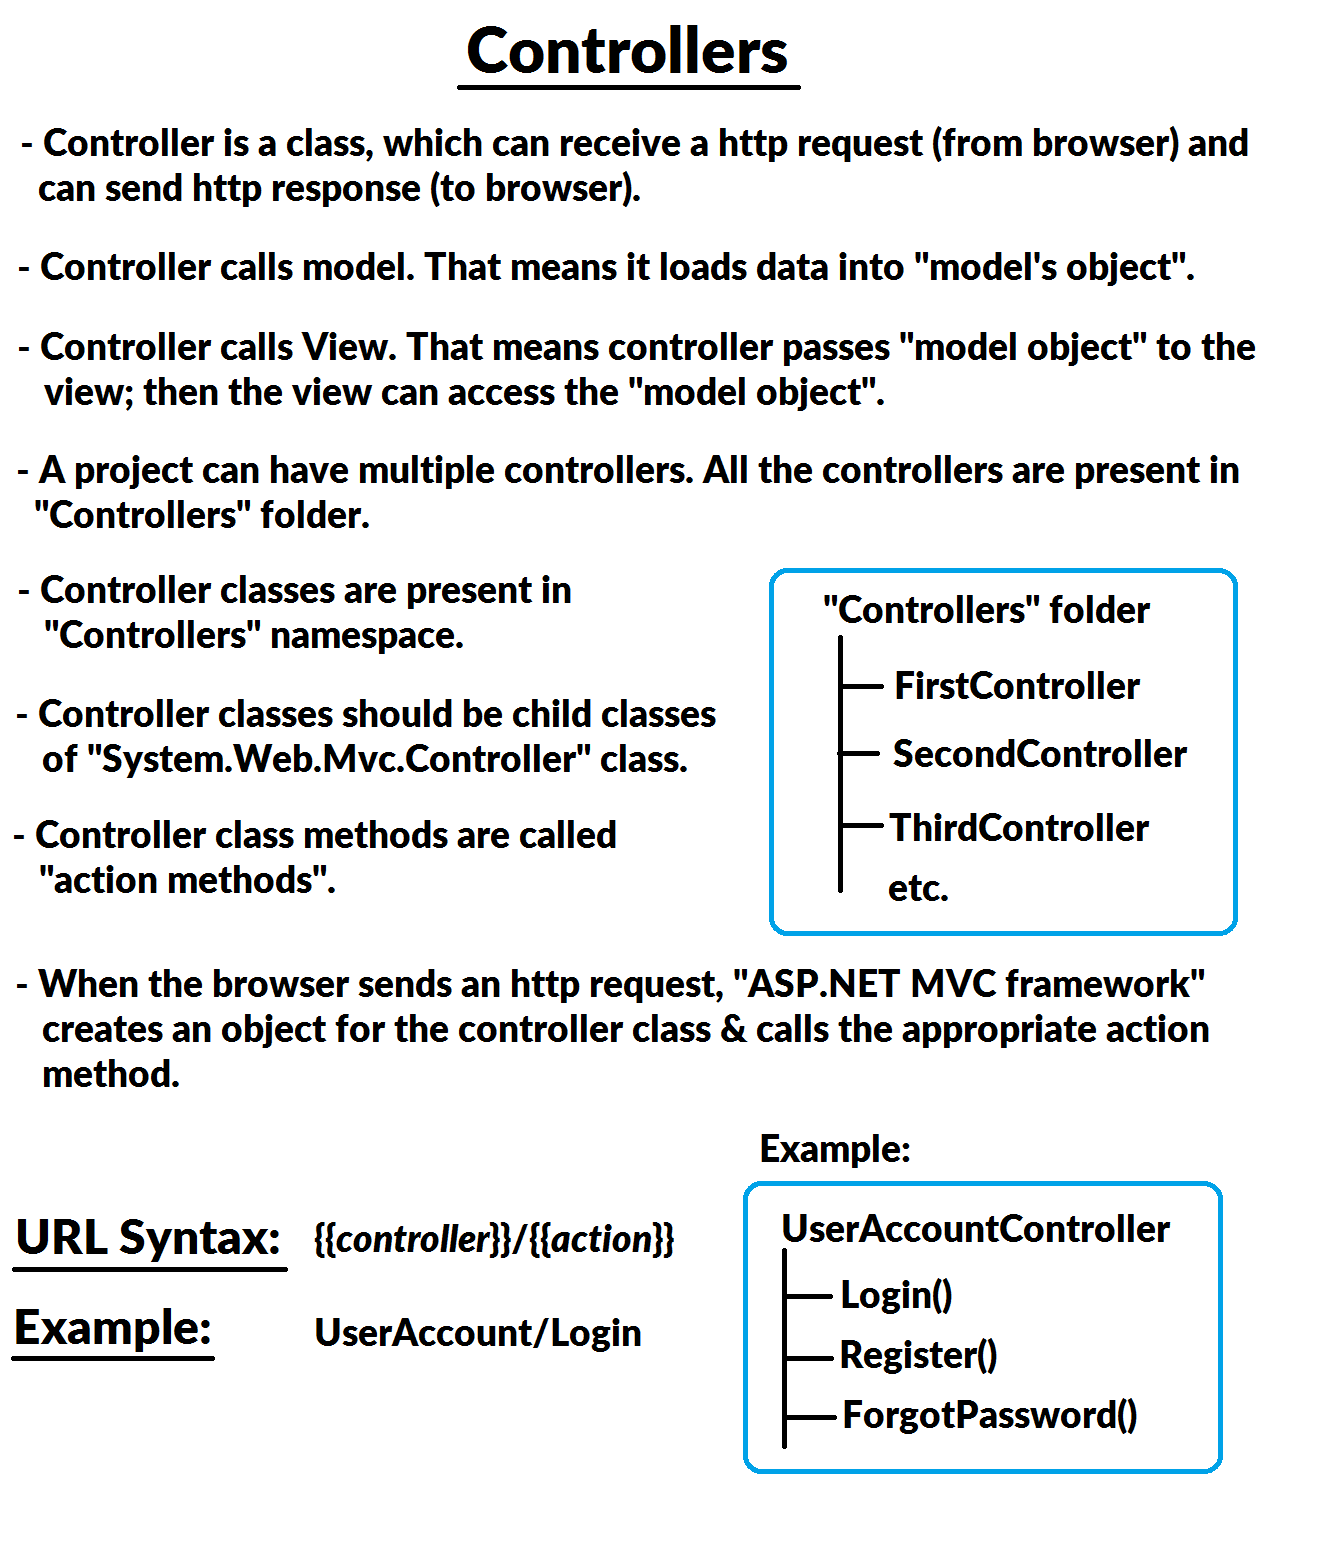 Controllers
- Controller is a class, which can receive a http request (from browser) and
can send http response (to browser).
- Controller calls model. That means it loads data into "model's object".
- Controller calls View. That means controller passes "model object" to the
view; then the view can access the "model object".
- A project can have multiple controllers. All the controllers are present in
"Controllers" folder.
- Controller classes are present in
"Controllers" namespace.
- Controller classes should be child classes
of "System.Web.Mvc.Controller" class.
- Controller class methods are called
"action methods".
"Controllers" folder
FirstController
SecondController
ThirdController
etc.
- When the browser sends an http request, "ASP.NET MVC framework"
creates an object for the controller class & calls the appropriate action
method.
URL Syntax: {{controller}}/{{action}}
Example: UserAccount/Login
Example:
UserAccountController
Login()
Register()
ForgotPassword()